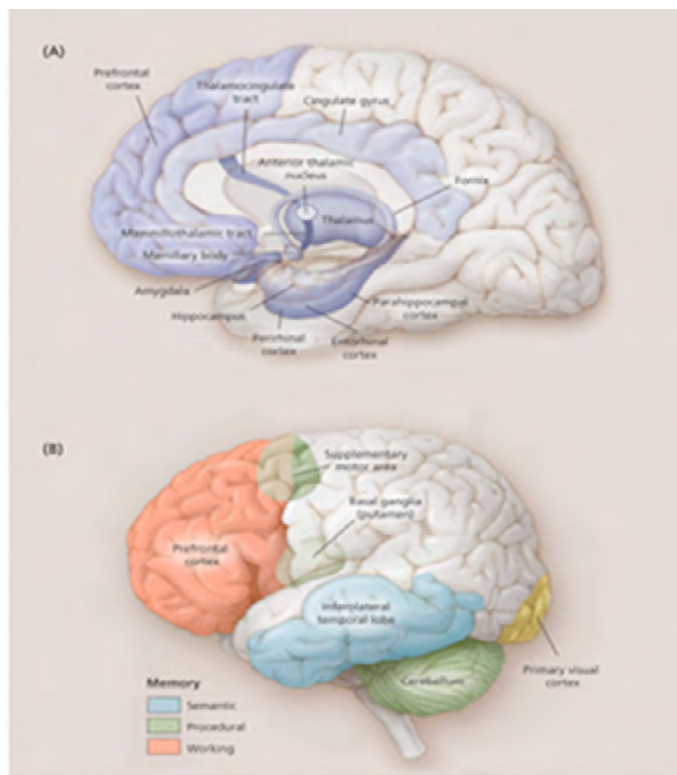 (A)
Prefrontal
cortex
Thalamocingulate
tract
Cingulate gyrus
Anterior thalamic
nucleus
Fornix
Thalamus
Mammillothalamic tract
Mamillary body
Amygdala
Hippocampus
Parahippocampal
cortex
Perirhinal
cortex
Entorhinal
cortex
(B)
Supplementary
motor area
Basal ganglia
(putamen)
Prefrontal
cortex
Inferolateral
temporal lobe
Cerebellum
Primary visual
cortex
Memory
Semantic
Procedural
Working